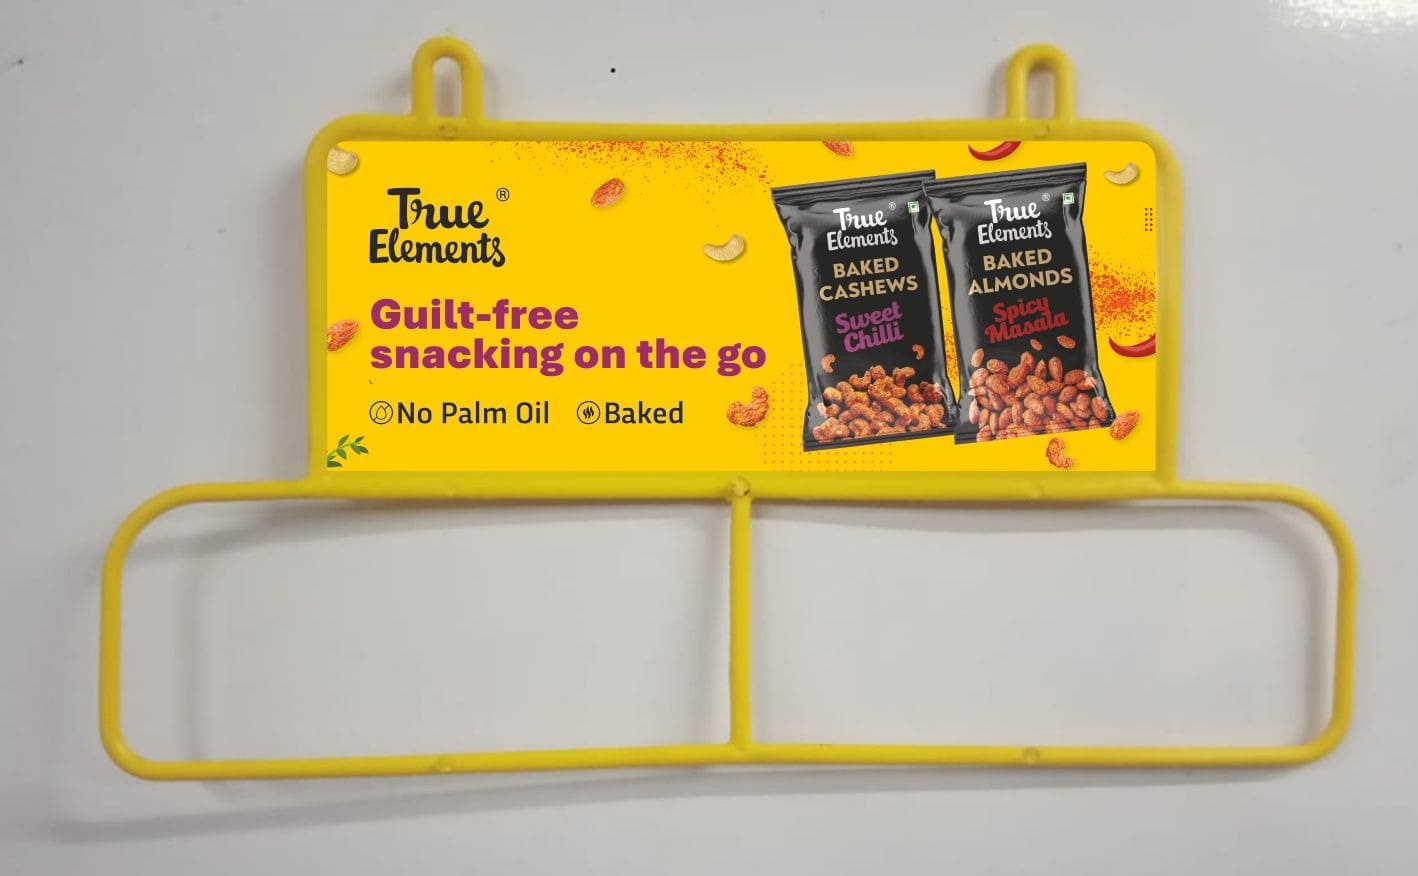 True ®
Elements
Guilt-free
snacking on the go
No Palm Oil Baked
True ®
Elements
BAKED
CASHEWS
Sweet
Chilli
True ®
Elements
BAKED
ALMONDS
Spicy
Masala